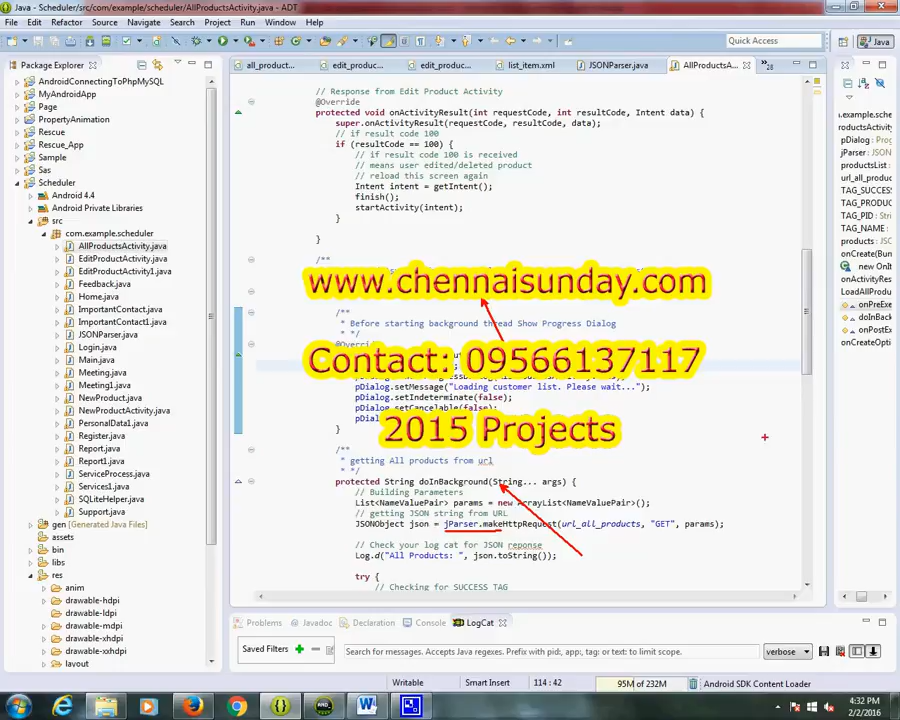 Java - Scheduler/src/com/example/scheduler/AllProductsActivity.java - ADT
File Edit Refactor Source Navigate Search Project Run Window Help
Quick Access
Java
Package Explorer
all_product...
edit_produc...
edit_produc...
list_item.xml
JSONParser.java
AllProductsA...
28
AndroidConnectingToPhpMySQL
MyAndroidApp
Page
PropertyAnimation
Rescue
Rescue_App
Sample
Sas
Scheduler
Android 4.4
Android Private Libraries
src
com.example.scheduler
AllProductsActivity.java
EditProductActivity.java
EditProductActivity1.java
Feedback.java
Home.java
ImportantContact.java
ImportantContact1.java
JSONParser.java
Login.java
Main.java
Meeting.java
Meeting1.java
NewProduct.java
NewProductActivity.java
PersonalData1.java
Register.java
Report.java
Report1.java
ServiceProcess.java
Services1.java
SQLiteHelper.java
Support.java
gen [Generated Java Files]
assets
bin
libs
res
anim
drawable-hdpi
drawable-ldpi
drawable-mdpi
drawable-xhdpi
drawable-xxhdpi
layout
// Response from Edit Product Activity
@Override
protected void onActivityResult(int requestCode, int resultCode, Intent data) {
super.onActivityResult(requestCode, resultCode, data);
// if result code 100
if (resultCode == 100) {
// if result code 100 is received
// means user edited/deleted product
// reload this screen again
Intent intent = getIntent();
finish();
startActivity(intent);
}
}
/**
www.chennaisunday.com
/**
* Before starting background thread Show Progress Dialog
* */
@Override
Contact: 09566137117
pDialog.setMessage("Loading customer list. Please wait...");
pDialog.setIndeterminate(false);
pDialog.setCancelable(false);
2015 Projects
}
/**
* getting All products from url
* */
protected String doInBackground(String... args) {
// Building Parameters
List<NameValuePair> params = new ArrayList<NameValuePair>();
// getting JSON string from URL
JSONObject json = jParser.makeHttpRequest(url_all_products, "GET", params);
// Check your log cat for JSON reponse
Log.d("All Products: ", json.toString());
try {
// Checking for SUCCESS TAG
om.example
roductsActivity
pDialog :
jParser : JS
productsList
url_all_prod
TAG_SUCCES
TAG_PRODUC
TAG_PID : St
TAG_NAME :
products : J
onCreate(Bun
new OnIt
onActivityRes
LoadAllProdu
onPreExe
doInBack
onPostEx
onCreateOpti
Problems
Javadoc
Declaration
Console
LogCat
Saved Filters
Search for messages. Accepts Java regexes. Prefix with pid:, app:, tag: or text: to limit scope.
verbose
Writable
Smart Insert
114 : 42
95M of 232M
Android SDK Content Loader
4:32 PM
2/2/2016